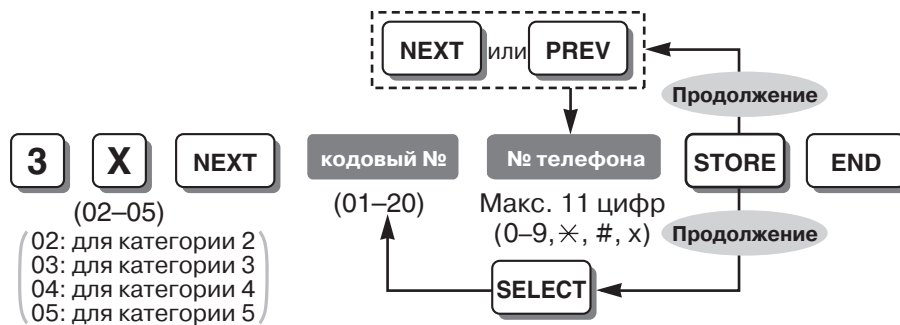 NEXT или PREV
Продолжение
3 X NEXT кодовый № № телефона STORE END
(02–05) (01–20) Макс. 11 цифр
(0–9, ✳, #, x) Продолжение
02: для категории 2
03: для категории 3
04: для категории 4
05: для категории 5
SELECT